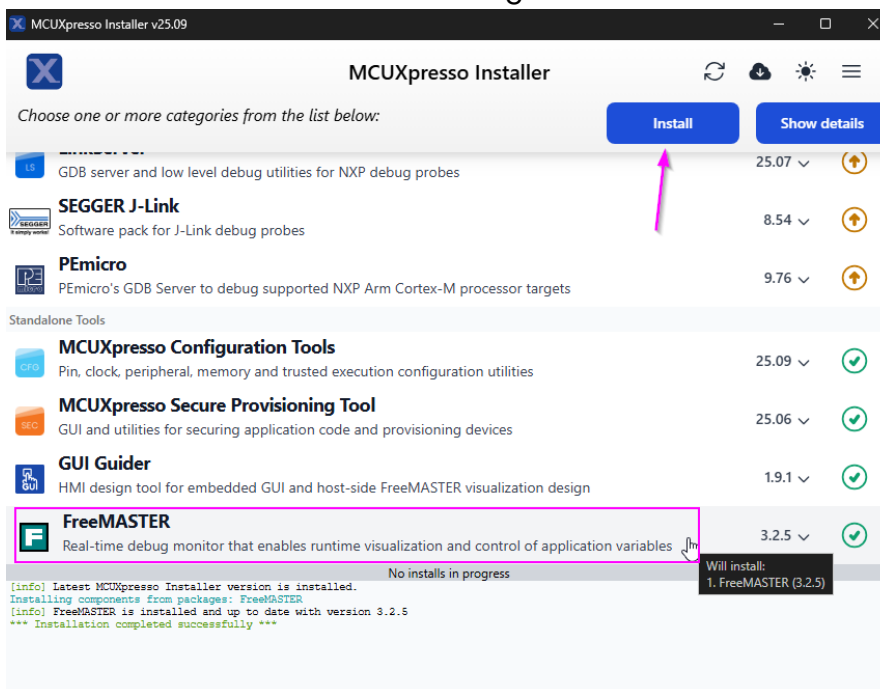 MCUXpresso Installer v25.09
MCUXpresso Installer
Choose one or more categories from the list below:
Install
Show details
LS
GDB server and low level debug utilities for NXP debug probes
25.07
SEGGER J-Link
SEGGER
Software pack for J-Link debug probes
8.54
PEmicro
PE
PEmicro's GDB Server to debug supported NXP Arm Cortex-M processor targets
9.76
Standalone Tools
MCUXpresso Configuration Tools
CFG
Pin, clock, peripheral, memory and trusted execution configuration utilities
25.09
MCUXpresso Secure Provisioning Tool
SEC
GUI and utilities for securing application code and provisioning devices
25.06
GUI Guider
GUI
HMI design tool for embedded GUI and host-side FreeMASTER visualization design
1.9.1
FreeMASTER
F
Real-time debug monitor that enables runtime visualization and control of application variables
3.2.5
Will install:
1. FreeMASTER (3.2.5)
No installs in progress
[info] Latest MCUXpresso Installer version is installed.
Installing components from packages: FreeMASTER
[info] FreeMASTER is installed and up to date with version 3.2.5
*** Installation completed successfully ***